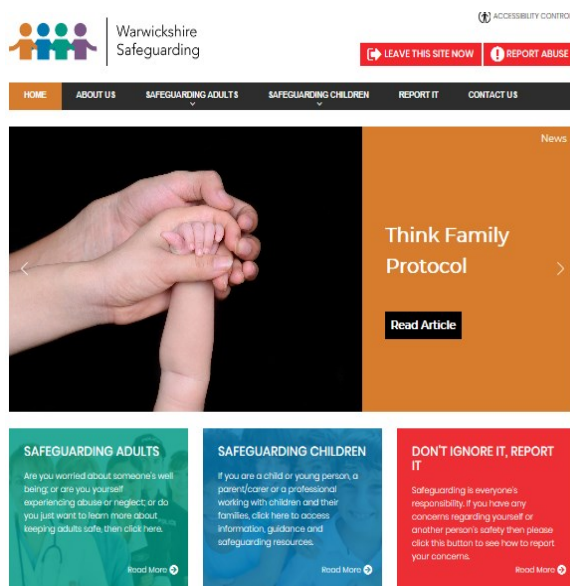 ACCESSIBILITY CONTRO
Warwickshire
Safeguarding
LEAVE THIS SITE NOW
REPORT ABUSE
HOME
ABOUT US
SAFEGUARDING ADULTS
SAFEGUARDING CHILDREN
REPORT IT
CONTACT US
News
Think Family
Protocol
Read Article
SAFEGUARDING ADULTS
Are you worried about someone's well
being; or are you yourself
experiencing abuse or neglect; or do
you just want to learn more about
keeping adults safe, then click here.
Read More
SAFEGUARDING CHILDREN
If you are a child or young person, a
parent/carer or a professional
working with children and their
families, click here to access
information, guidance and
safeguarding resources.
Read More
DON'T IGNORE IT, REPORT
IT
Safeguarding is everyone's
responsibility. If you have any
concerns regarding yourself or
another person's safety then please
click this button to see how to report
your concerns.
Read More